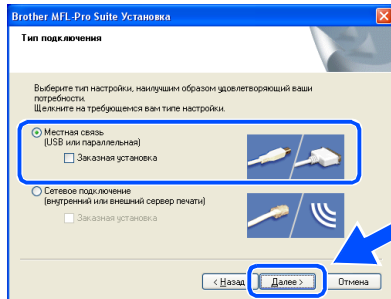 Brother MFL-Pro Suite Установка
Тип подключения
Выберите тип настройки, наилучшим образом удовлетворяющий ваши
потребности.
Щелкните на требующемся вам типе настройки.
Местная связь
(USB или параллельная)
Заказная установка
Сетевое подключение
(внутренний или внешний сервер печати)
Заказная установка
< Назад
Далее >
Отмена